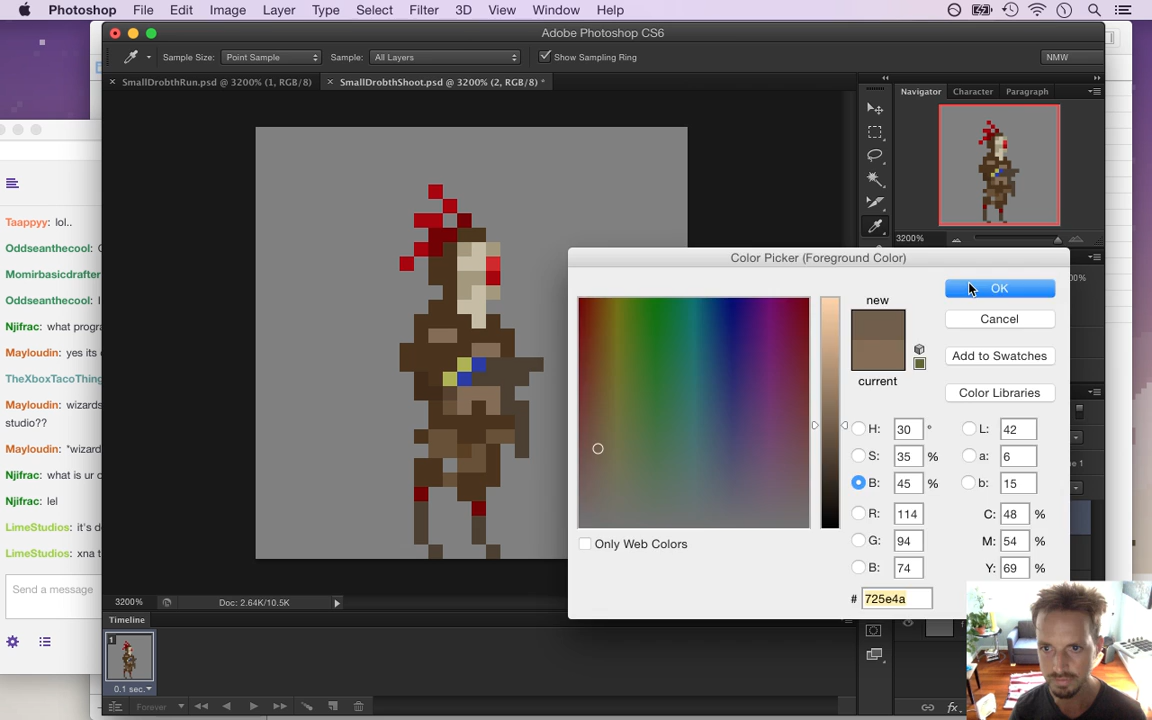 Photoshop File Edit Image Layer Type Select Filter 3D View Window Help
Adobe Photoshop CS6
Sample Size: Point Sample Sample: All Layers Show Sampling Ring NMW
× SmallDrobthRun.psd @ 3200% (1, RGB/8) × SmallDrobthShoot.psd @ 3200% (2, RGB/8) *
Navigator Character Paragraph
3200%
Taappyy: lol..
Oddseanthecool:
Momirbasicdrafter
Oddseanthecool: I
Njifrac: what progra
Mayloudin: yes its
TheXboxTacoThing
Mayloudin: wizards
studio??
Mayloudin: *wizard
Njifrac: what is ur c
Njifrac: lel
LimeStudios: it's d
LimeStudios: xna t
Send a message
Color Picker (Foreground Color)
new
current
OK
Cancel
Add to Swatches
Color Libraries
H: 30 ° L: 42
S: 35 % a: 6
B: 45 % b: 15
R: 114 C: 48 %
G: 94 M: 54 %
B: 74 Y: 69 %
# 725e4a
Only Web Colors
3200% Doc: 2.64K/10.5K
Timeline
1
0.1 sec.
Forever
fx